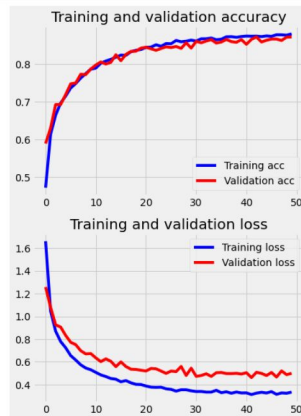 Training and validation accuracy
0.8
0.7
0.6
0.5
Training acc
Validation acc
0 10 20 30 40 50
Training and validation loss
1.6
1.4
1.2
1.0
0.8
0.6
0.4
Training loss
Validation loss
0 10 20 30 40 50